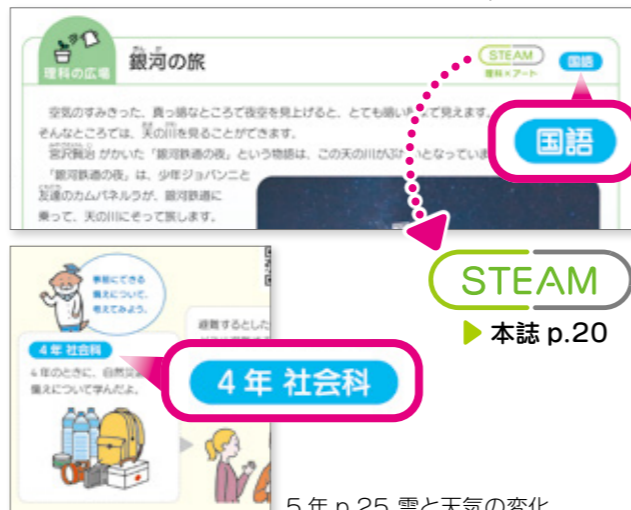 理科の広場
銀河の旅
STEAM
理科×アート
国語
空気のすみきった、真っ暗なところで夜空を見上げると、とても暗い
て見えます。
そんなところでは、天の川を見ることができます。
宮沢賢治 がかいた「銀河鉄道の夜」という物語は、この天の川が
となっていま
「銀河鉄道の夜」は、少年ジョバンニと
友達のカムパネルラが、銀河鉄道に
乗って、天の川にそって旅します。
国語
STEAM
▶ 本誌 p.20
事前にできる
備えについて、
考えてみよう。
避難するとした
4年 社会科
4年のときに、自然災
備えについて学んだよ。
4年 社会科
5年 p.25 雲と天気の変化